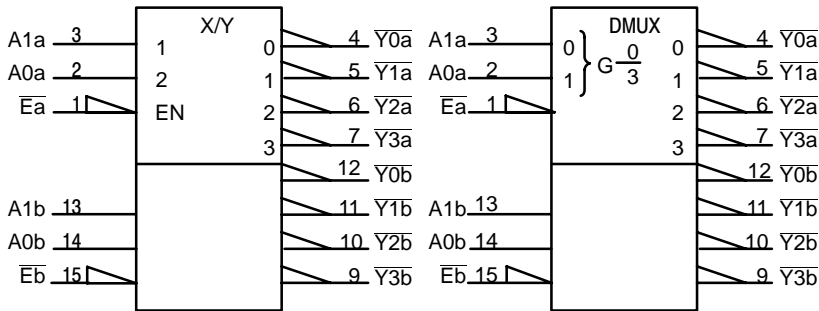 X/Y
A1a 3 1 0 4 Y0a
A0a 2 2 1 5 Y1a
Ea 1 EN 2 6 Y2a
3 7 Y3a
12 Y0b
A1b 13 11 Y1b
A0b 14 10 Y2b
Eb 15 9 Y3b
DMUX
A1a 3 0 } G 0/3 0 4 Y0a
A0a 2 1 1 5 Y1a
Ea 1 2 6 Y2a
3 7 Y3a
12 Y0b
A1b 13 11 Y1b
A0b 14 10 Y2b
Eb 15 9 Y3b